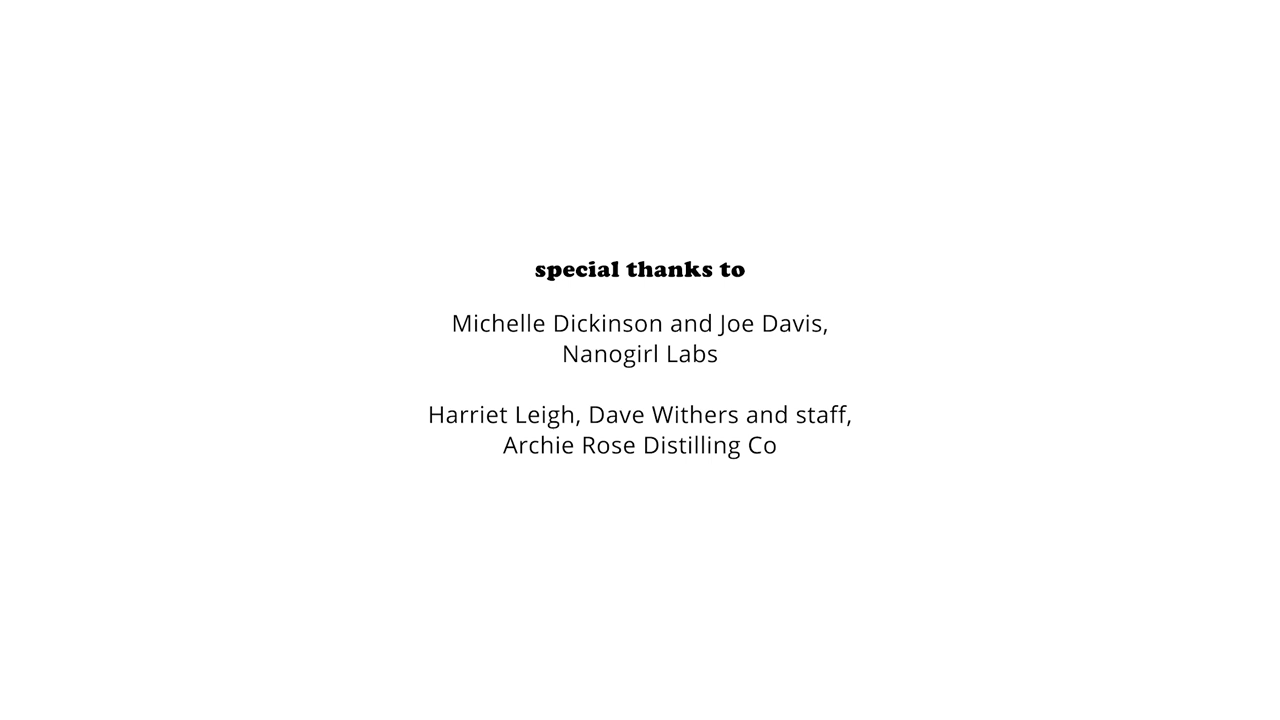 special thanks to
Michelle Dickinson and Joe Davis,
Nanogirl Labs
Harriet Leigh, Dave Withers and staff,
Archie Rose Distilling Co